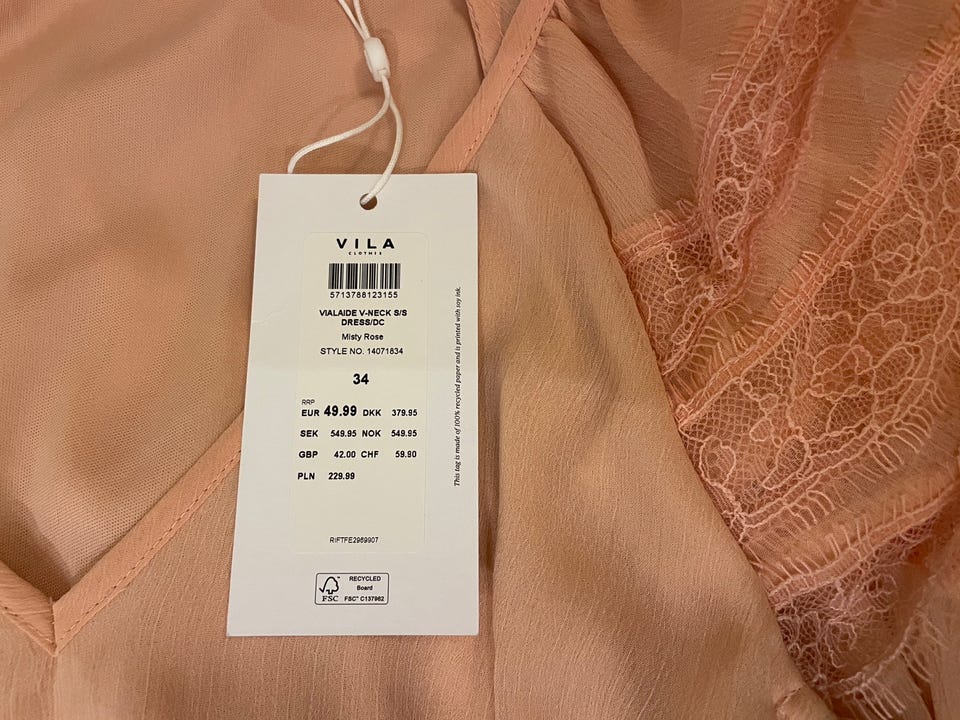 VILA
CLOTHES
5713788123155
VIALAIDE V-NECK S/S
DRESS/DC
Misty Rose
STYLE NO. 14071834
34
RRP
EUR 49.99 DKK 379.95
SEK 549.95 NOK 549.95
GBP 42.00 CHF 59.90
PLN 229.99
RIFTFE2969907
FSC
RECYCLED
Board
FSC™ C137982
This tag is made of 100% recycled paper and is printed with soy ink.